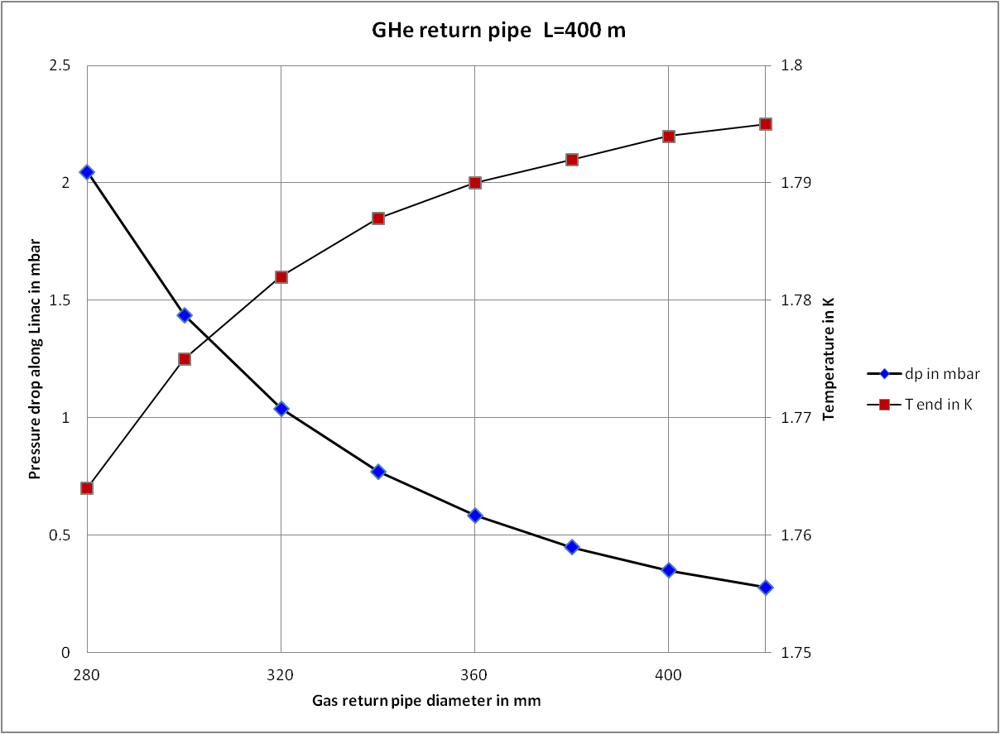 GHe return pipe L=400 m
2.5
2
1.5
1
0.5
0
Pressure drop along Linac in mbar
1.8
1.79
1.78
1.77
1.76
1.75
Temperature in K
280
320
360
400
Gas return pipe diameter in mm
dp in mbar
T end in K